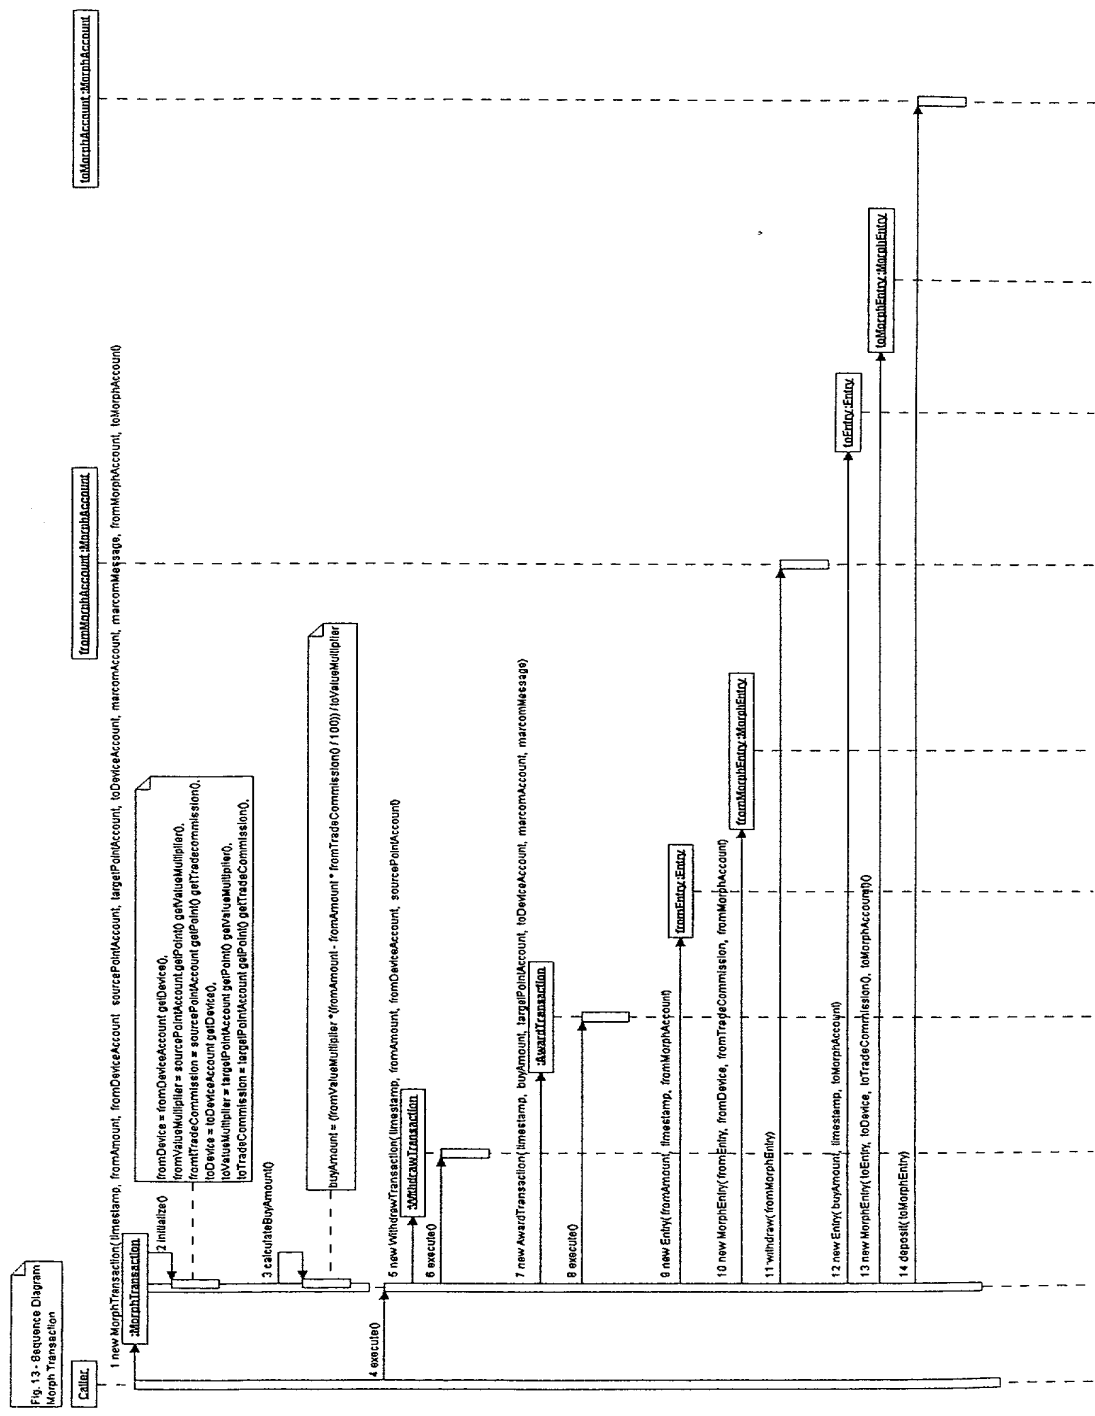 Fig. 13 - Sequence Diagram
Morph Transaction
Caller
fromMorphAccount :MorphAccount
toMorphAccount :MorphAccount
1 new MorphTransaction( timestamp, fromAmount, fromDeviceAccount sourcePointAccount, targetPointAccount, toDeviceAccount, marcomAccount, marcomMessage, fromMorphAccount, toMorphAccount)
:MorphTransaction
2 initialize()
fromDevice = fromDeviceAccount getDevice(),
fromValueMultiplier = sourcePointAccount.getPoint() getValueMultiplier(),
fromtTradeCommission = sourcePointAccount getPoint() getTradecommission(),
toDevice = toDeviceAccount getDevice(),
toValueMultiplier = targetPointAccount getPoint() getValueMultiplier(),
toTradeCommission = targetPointAccount getPoint() getTradeCommission(),
3 calculateBuyAmount()
buyAmount = (fromValueMultiplier *(fromAmount - fromAmount * fromTradeCommission() / 100)) / toValueMultiplier
4 execute()
5 new WithdrawTransaction( timestamp, fromAmount, fromDeviceAccount, sourcePointAccount)
:WithdrawTransaction
6 execute()
7 new AwardTransaction( timestamp, buyAmount, targetPointAccount, toDeviceAccount, marcomAccount, marcomMessage)
:AwardTransaction
8 execute()
9 new Entry( fromAmount, timestamp, fromMorphAccount)
fromEntry :Entry
10 new MorphEntry( fromEntry, fromDevice, fromTradeCommission, fromMorphAccount)
fromMorphEntry :MorphEntry
11 withdraw( fromMorphEntry)
12 new Entry( buyAmount, timestamp, toMorphAccount)
toEntry :Entry
13 new MorphEntry( toEntry, toDevice, toTradeCommission(), toMorphAccount()()
toMorphEntry :MorphEntry
14 deposit( toMorphEntry)